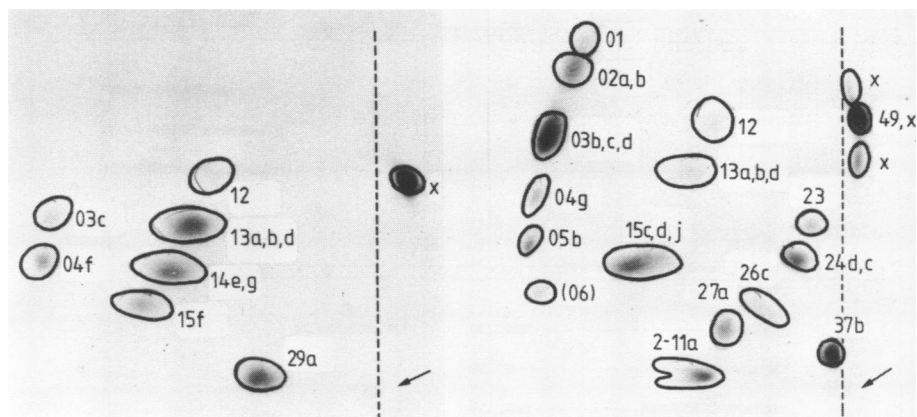 12
x
03c
13a,b,d
04f
14e,g
15f
29a
01
02a,b
x
49,x
12
03b,c,d
x
13a,b,d
04g
23
05b
15c,d,j
24d,c
26c
(06)
27a
37b
2-11a